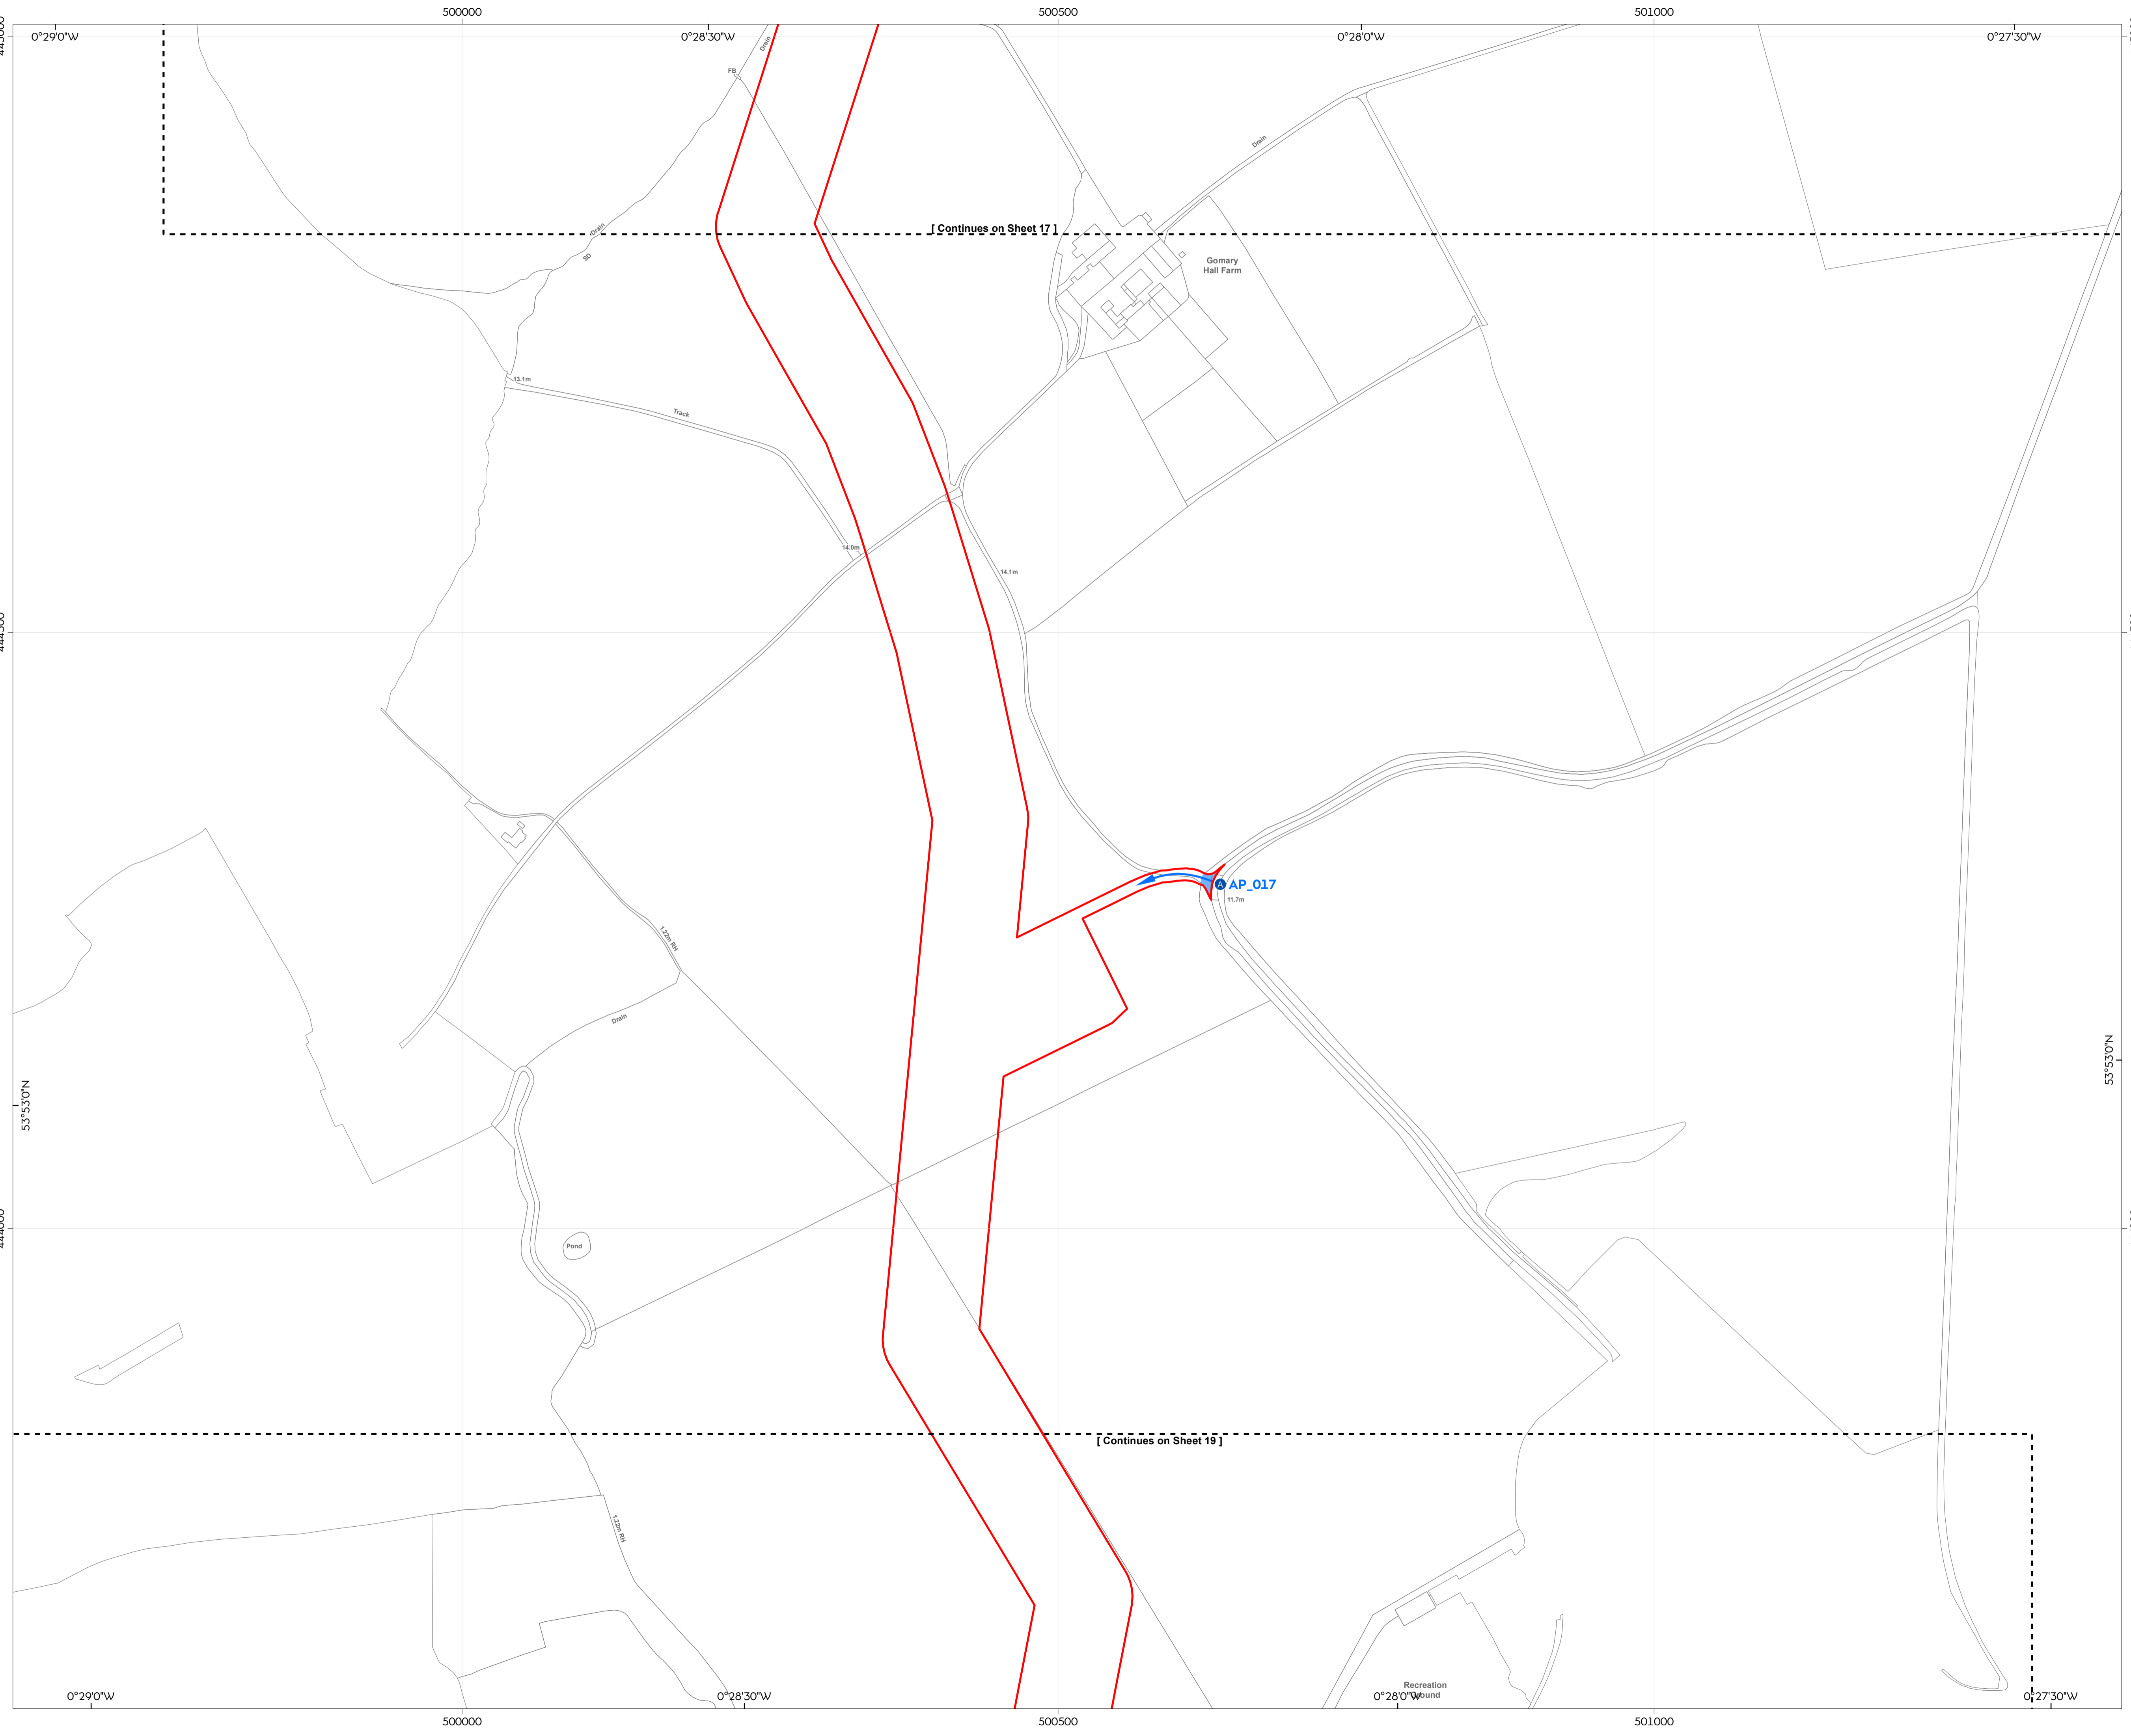 500000
500500
501000
0°29'0"W
0°28'30"W
0°28'0"W
0°27'30"W
Drain
FB
Drain
Drain
[ Continues on Sheet 17 ]
SD
Gomary
Hall Farm
13.1m
Track
14.0m
14.1m
AP_017
A
11.7m
1.22m RH
Drain
53°53'0"N
53°53'0"N
Pond
[ Continues on Sheet 19 ]
1.22m RH
Recreation
0°29'0"W
0°28'30"W
0°28'0"W
0°27'30"W
500000
500500
501000